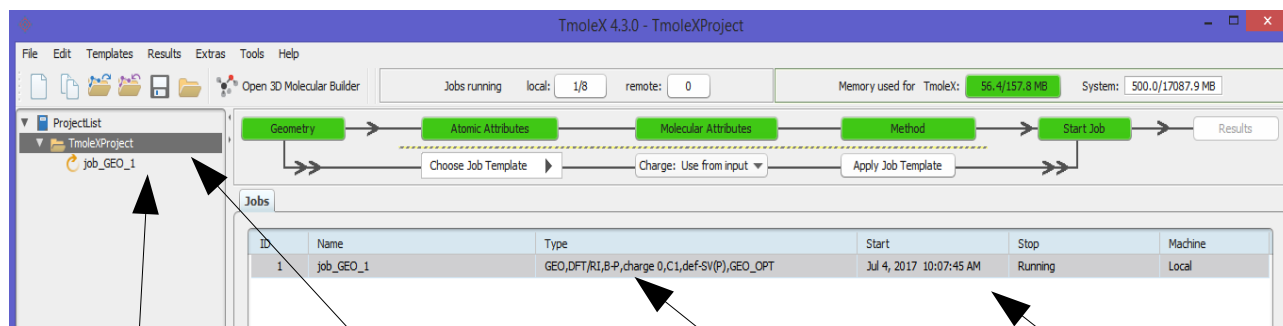 TmoleX 4.3.0 - TmoleXProject
File Edit Templates Results Extras Tools Help
Open 3D Molecular Builder Jobs running local: 1/8 remote: 0 Memory used for TmoleX: 56.4/157.8 MB System: 500.0/17087.9 MB
ProjectList
TmoleXProject
job_GEO_1
Geometry Atomic Attributes Molecular Attributes Method Start Job Results
Choose Job Template Charge: Use from input Apply Job Template
Jobs
ID Name Type Start Stop Machine
1 job_GEO_1 GEO,DFT/RI,B-P,charge 0,C1,def-SV(P),GEO_OPT Jul 4, 2017 10:07:45 AM Running Local